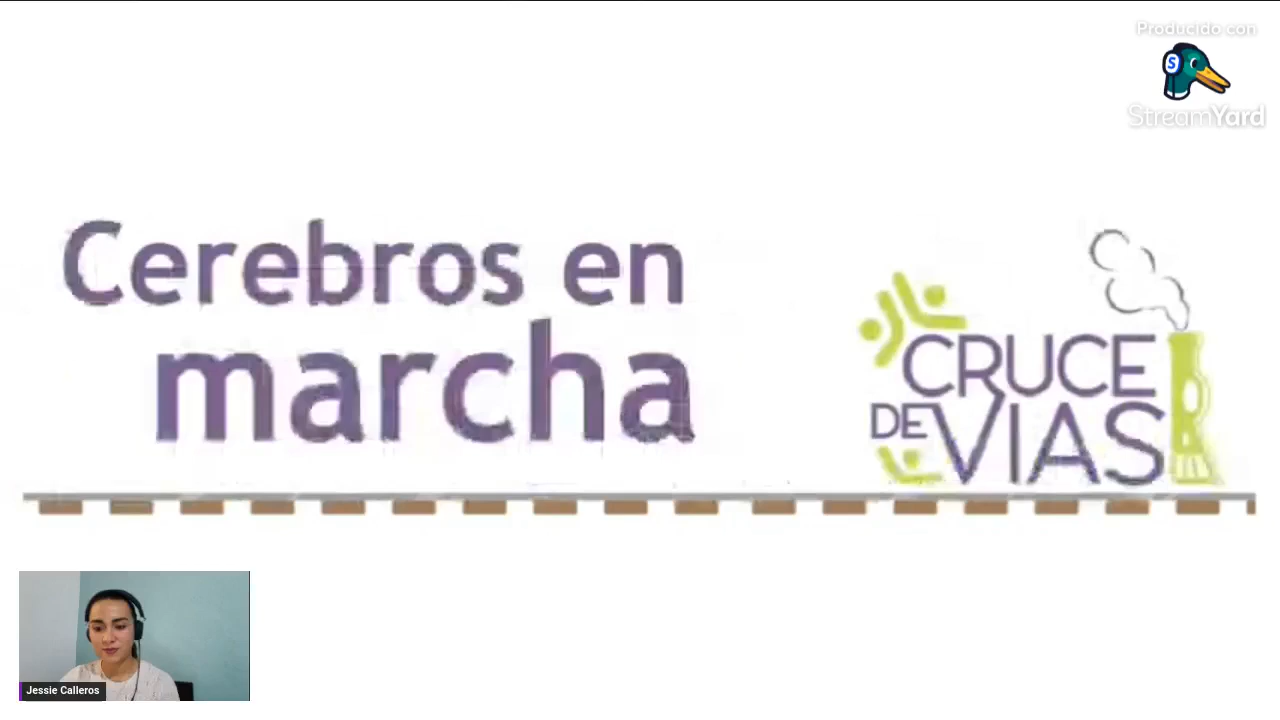 Producido con
StreamYard
Cerebros en
marcha
CRUCE
DE VIAS
Jessie Calleros